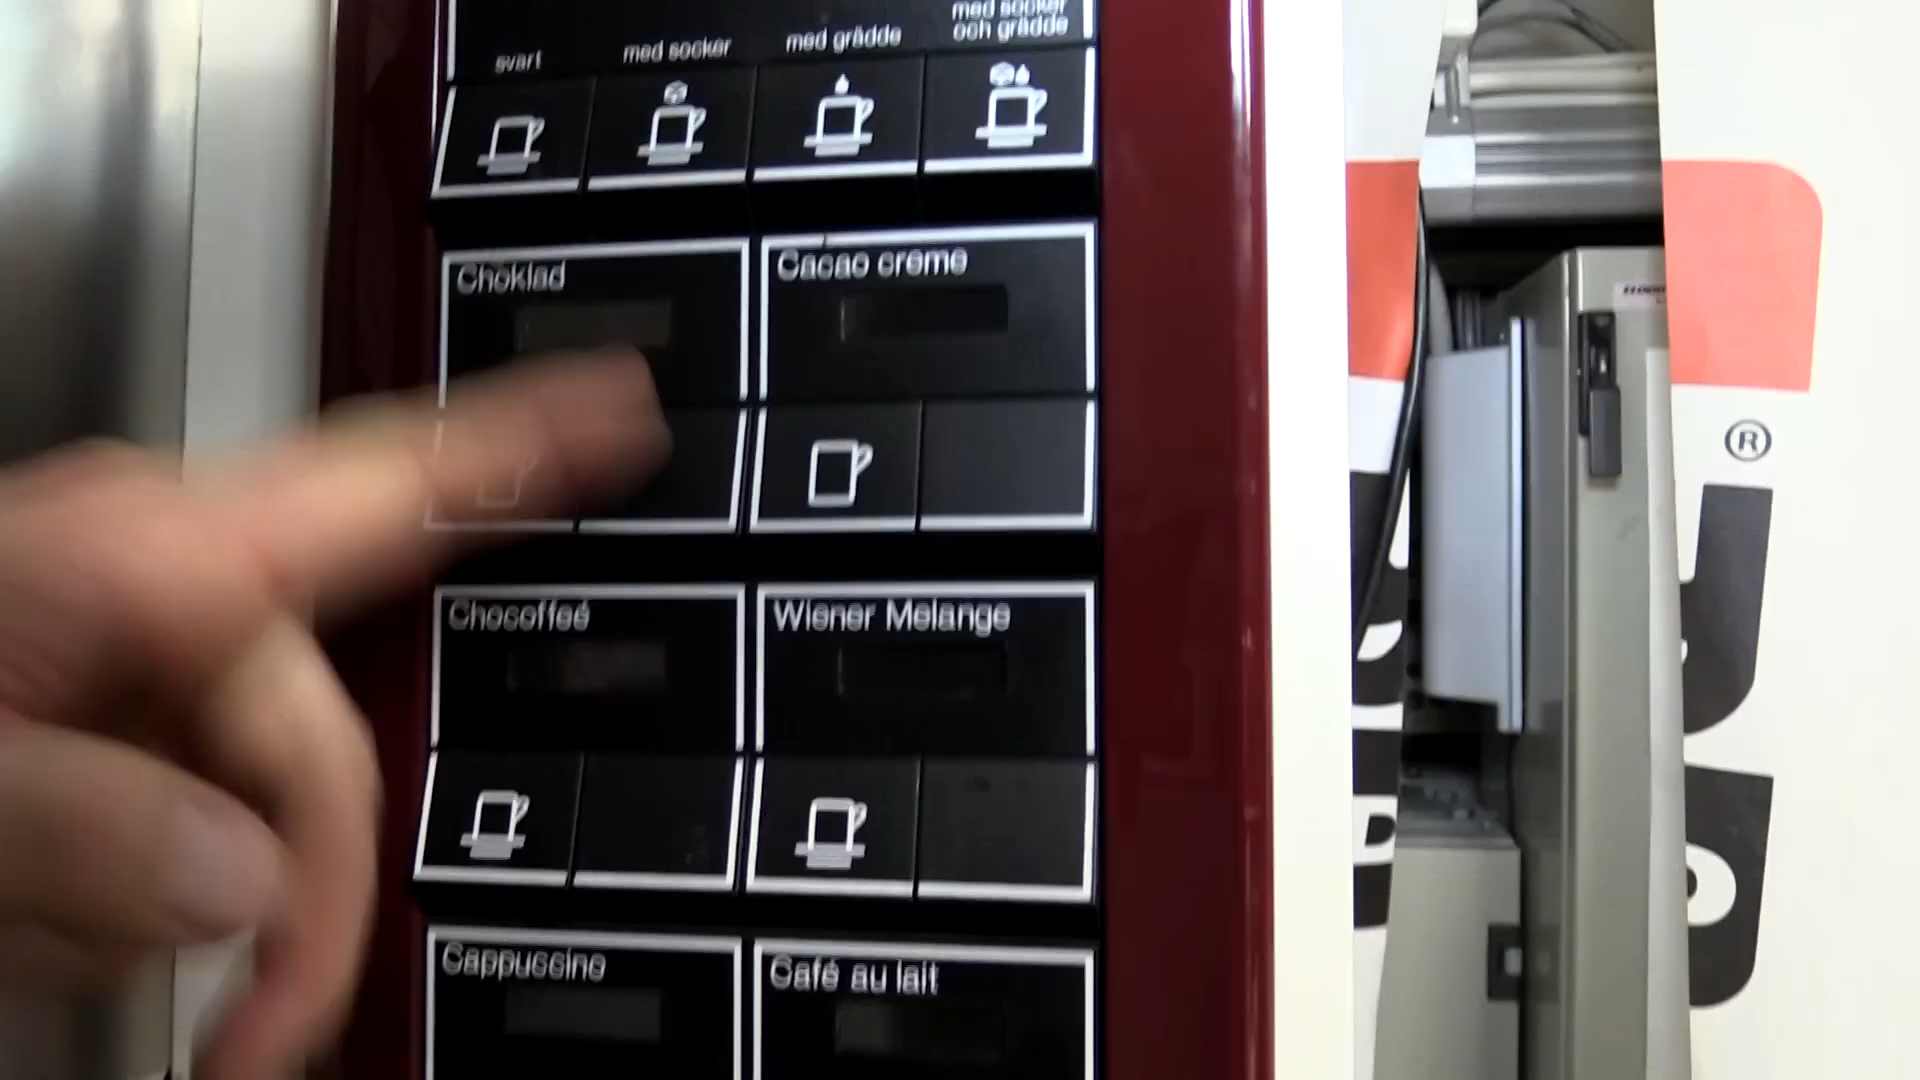 svart
med socker
med grädde
med socker
och grädde
Choklad
Cacao creme
Chocoffeé
Wiener Melange
Cappuccino
Café au lait
®